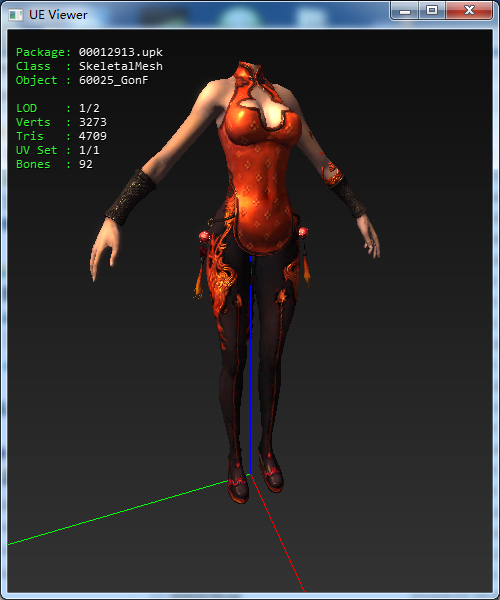 UE Viewer
Package: 00012913.upk
Class : SkeletalMesh
Object : 60025_GonF
LOD : 1/2
Verts : 3273
Tris : 4709
UV Set : 1/1
Bones : 92